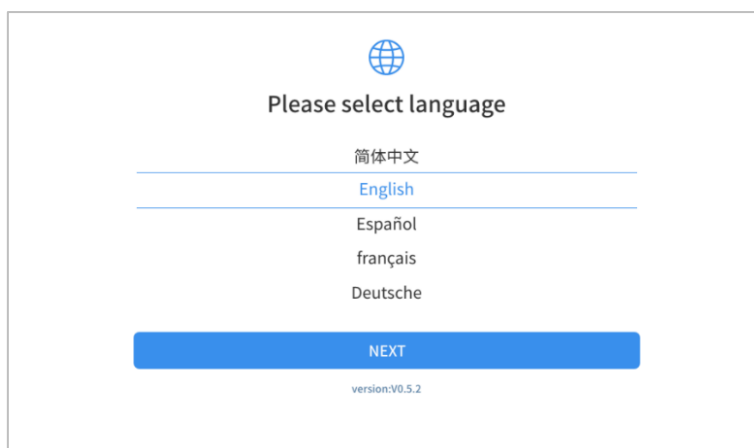 Please select language
简体中文
English
Español
français
Deutsche
NEXT
version:V0.5.2